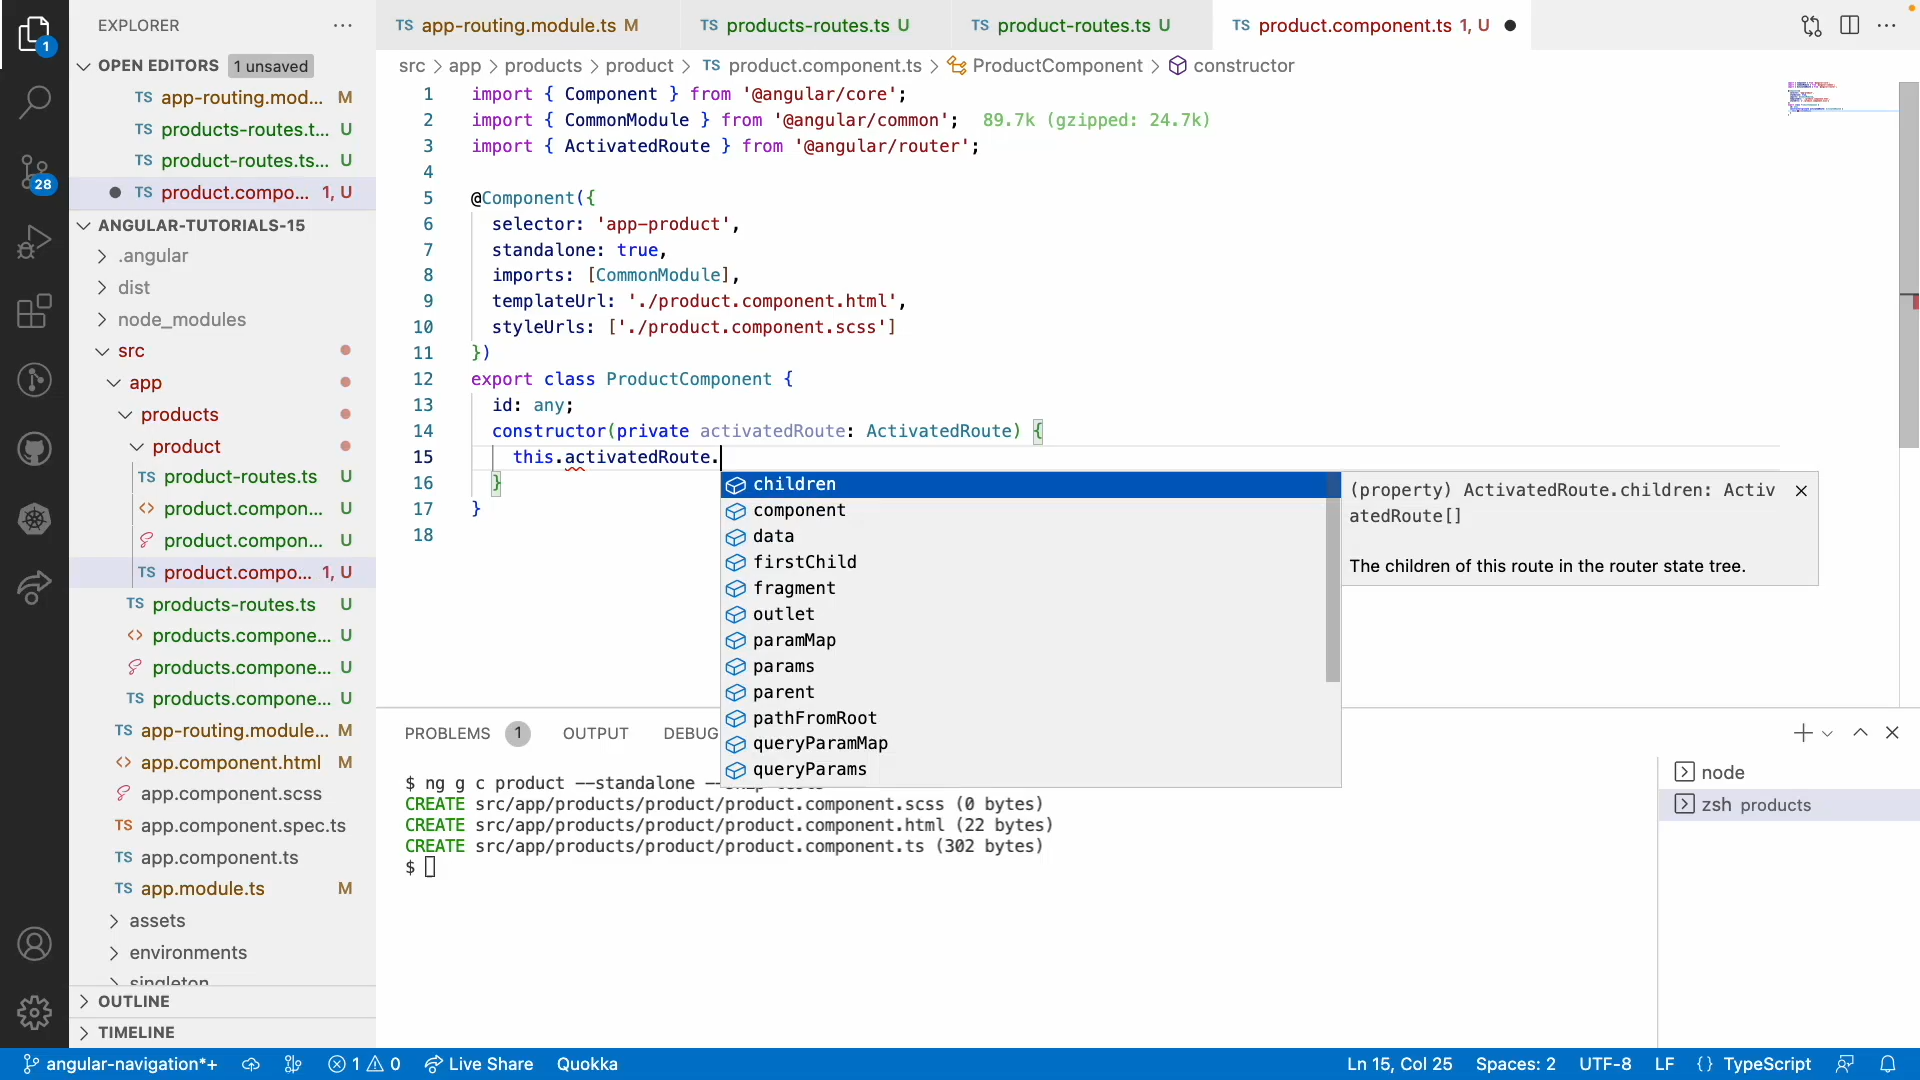 EXPLORER
OPEN EDITORS 1 unsaved
TS app-routing.mod... M
TS products-routes.t... U
TS product-routes.ts... U
TS product.compo... 1, U
ANGULAR-TUTORIALS-15
.angular
dist
node_modules
src
app
products
product
TS product-routes.ts U
product.compon... U
product.compon... U
TS product.compo... 1, U
TS products-routes.ts U
products.compone... U
products.compone... U
TS products.compone... U
TS app-routing.module... M
app.component.html M
app.component.scss
TS app.component.spec.ts
TS app.component.ts
TS app.module.ts M
assets
environments
singleton
OUTLINE
TIMELINE
1
28
TS app-routing.module.ts M
TS products-routes.ts U
TS product-routes.ts U
TS product.component.ts 1, U
src > app > products > product > TS product.component.ts > ProductComponent > constructor
1 import { Component } from '@angular/core';
2 import { CommonModule } from '@angular/common'; 89.7k (gzipped: 24.7k)
3 import { ActivatedRoute } from '@angular/router';
4
5 @Component({
6 selector: 'app-product',
7 standalone: true,
8 imports: [CommonModule],
9 templateUrl: './product.component.html',
10 styleUrls: ['./product.component.scss']
11 })
12 export class ProductComponent {
13 id: any;
14 constructor(private activatedRoute: ActivatedRoute) {
15 this.activatedRoute.
16 }
17 }
18
children
component
data
firstChild
fragment
outlet
paramMap
params
parent
pathFromRoot
queryParamMap
queryParams
(property) ActivatedRoute.children: Activ
atedRoute[]
The children of this route in the router state tree.
PROBLEMS 1 OUTPUT DEBUG
$ ng g c product --standalone
CREATE src/app/products/product/product.component.scss (0 bytes)
CREATE src/app/products/product/product.component.html (22 bytes)
CREATE src/app/products/product/product.component.ts (302 bytes)
$
node
zsh products
angular-navigation*+ 1 0 Live Share Quokka Ln 15, Col 25 Spaces: 2 UTF-8 LF {} TypeScript